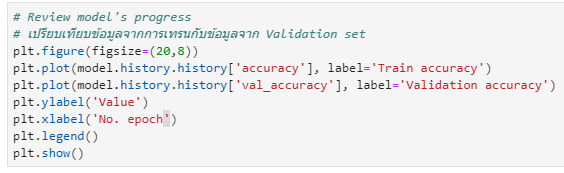 # Review model's progress
# เปรียบเทียบข้อมูลจากการเทรนกับข้อมูลจาก Validation set
plt.figure(figsize=(20,8))
plt.plot(model.history.history['accuracy'], label='Train accuracy')
plt.plot(model.history.history['val_accuracy'], label='Validation accuracy')
plt.ylabel('Value')
plt.xlabel('No. epoch')
plt.legend()
plt.show()